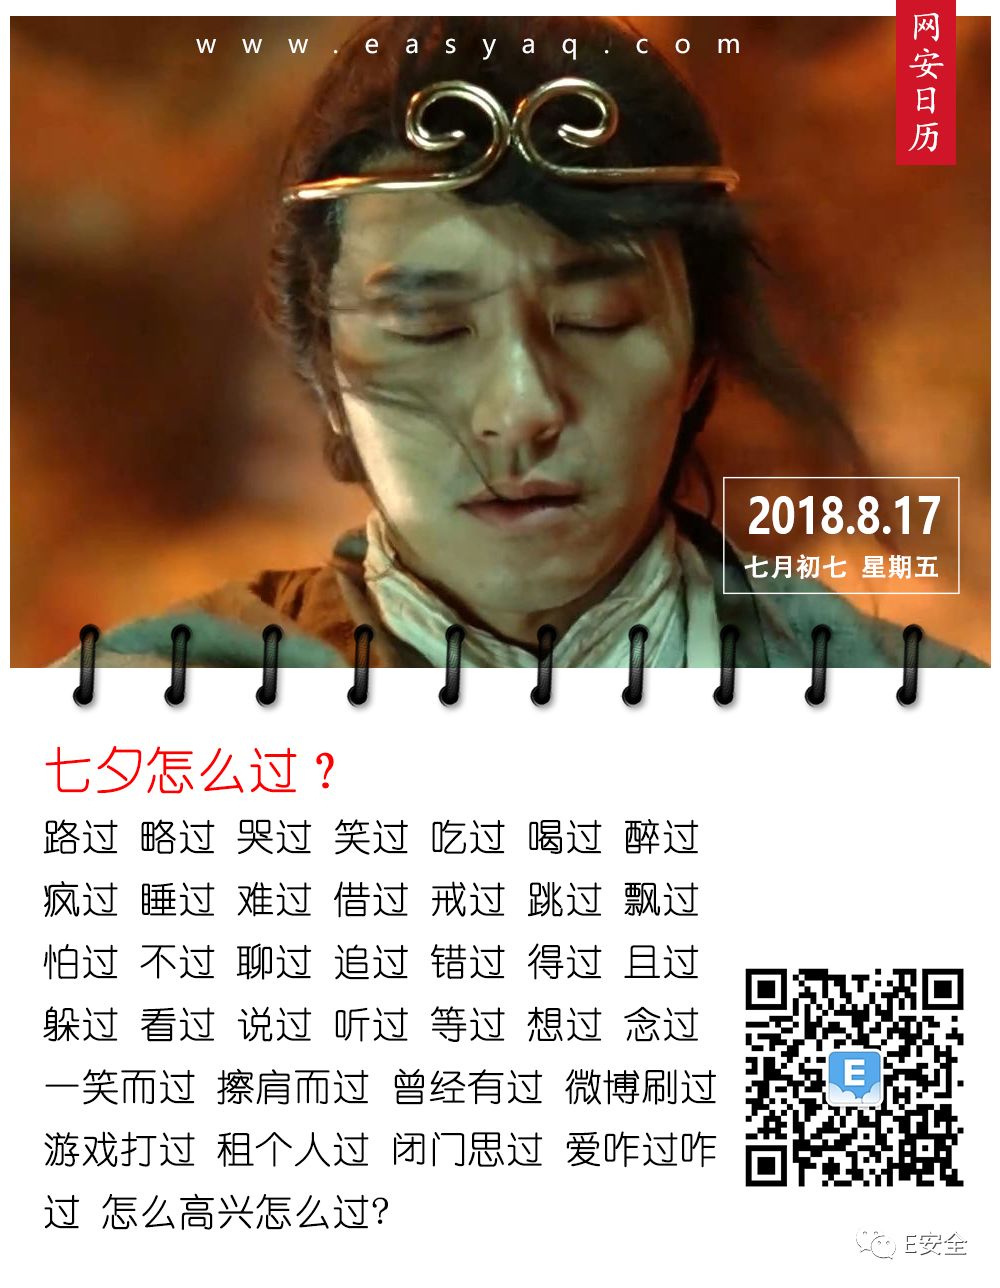 www.easyaq.com
网安日历
2018.8.17
七月初七 星期五
七夕怎么过？
路过 略过 哭过 笑过 吃过 喝过 醉过
疯过 睡过 难过 借过 戒过 跳过 飘过
怕过 不过 聊过 追过 错过 得过 且过
躲过 看过 说过 听过 等过 想过 念过
一笑而过 擦肩而过 曾经有过 微博刷过
游戏打过 租个人过 闭门思过 爱咋过咋
过 怎么高兴怎么过?
E
E安全